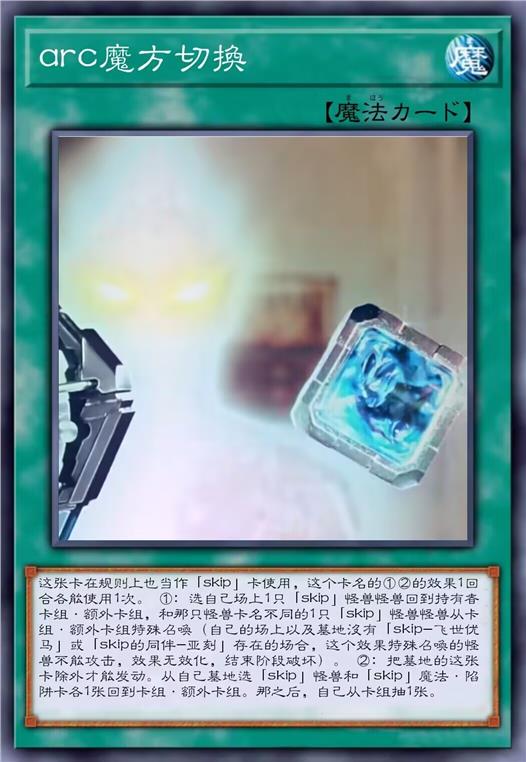 arc魔方切換
魔
【魔法カード】
ま ほう
这张卡在规则上也当作「skip」卡使用，这个卡名的①②的效果1回
合各能使用1次。 ①：选自己场上1只「skip」怪兽怪兽回到持有者
卡组·额外卡组，和那只怪兽卡名不同的1只「skip」怪兽怪兽从卡
组·额外卡组特殊召唤（自己的场上以及墓地沒有「skip-飞世优
马」或「skip的同伴-亚刻」存在的场合，这个效果特殊召唤的怪
兽不能攻击，效果无效化，结束阶段破坏）。 ②：把墓地的这张
卡除外才能发动。从自己墓地选「skip」怪兽和「skip」魔法·陷
阱卡各1张回到卡组·额外卡组。那之后，自己从卡组抽1张。